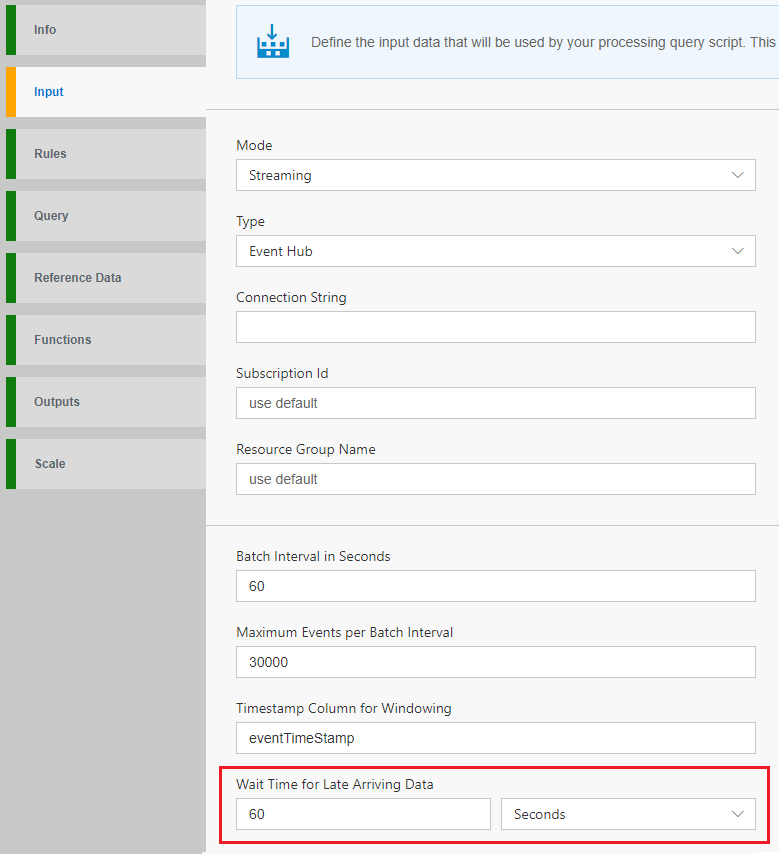 Info
Input
Rules
Query
Reference Data
Functions
Outputs
Scale
Define the input data that will be used by your processing query script. This
Mode
Streaming
Type
Event Hub
Connection String
Subscription Id
use default
Resource Group Name
use default
Batch Interval in Seconds
60
Maximum Events per Batch Interval
30000
Timestamp Column for Windowing
eventTimeStamp
Wait Time for Late Arriving Data
60 Seconds